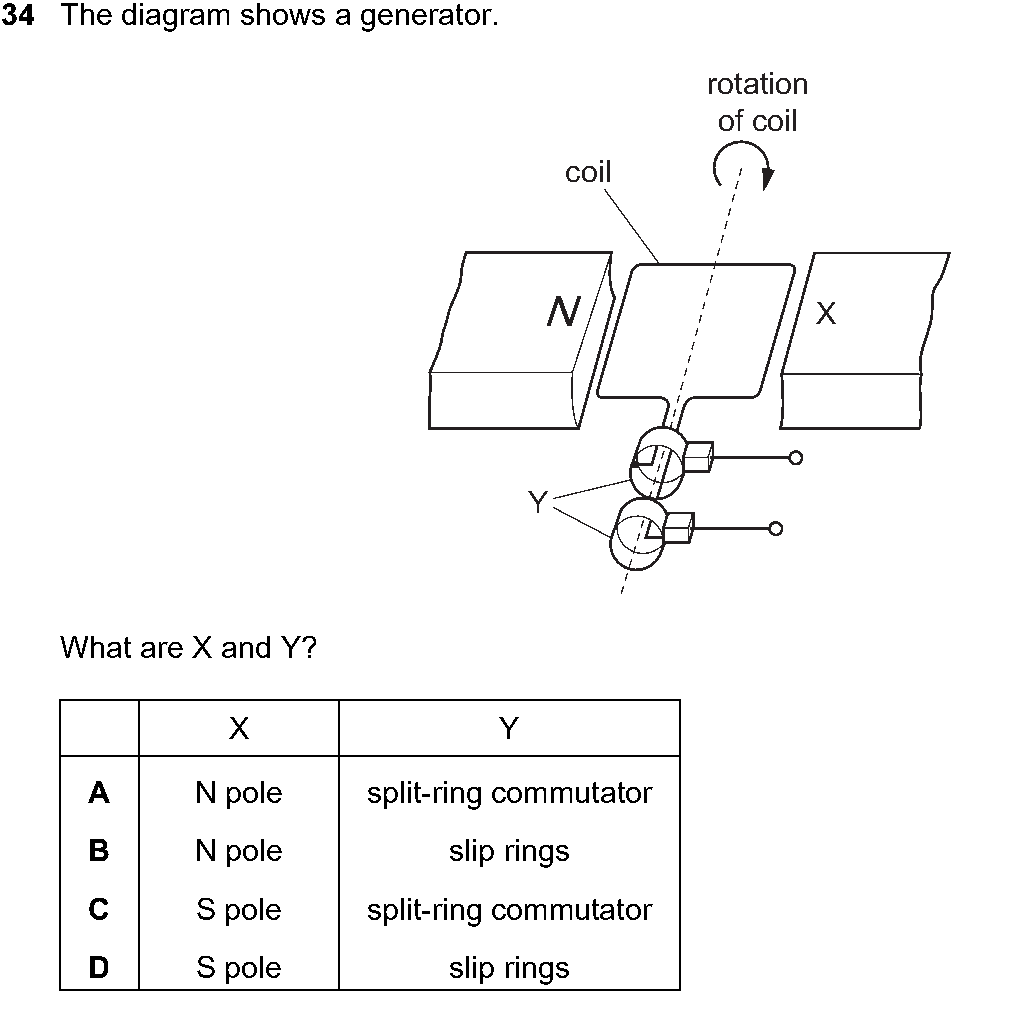 34 The diagram shows a generator.
rotation
of coil
coil
N
X
Y
What are X and Y?
X Y
A N pole split-ring commutator
B N pole slip rings
C S pole split-ring commutator
D S pole slip rings